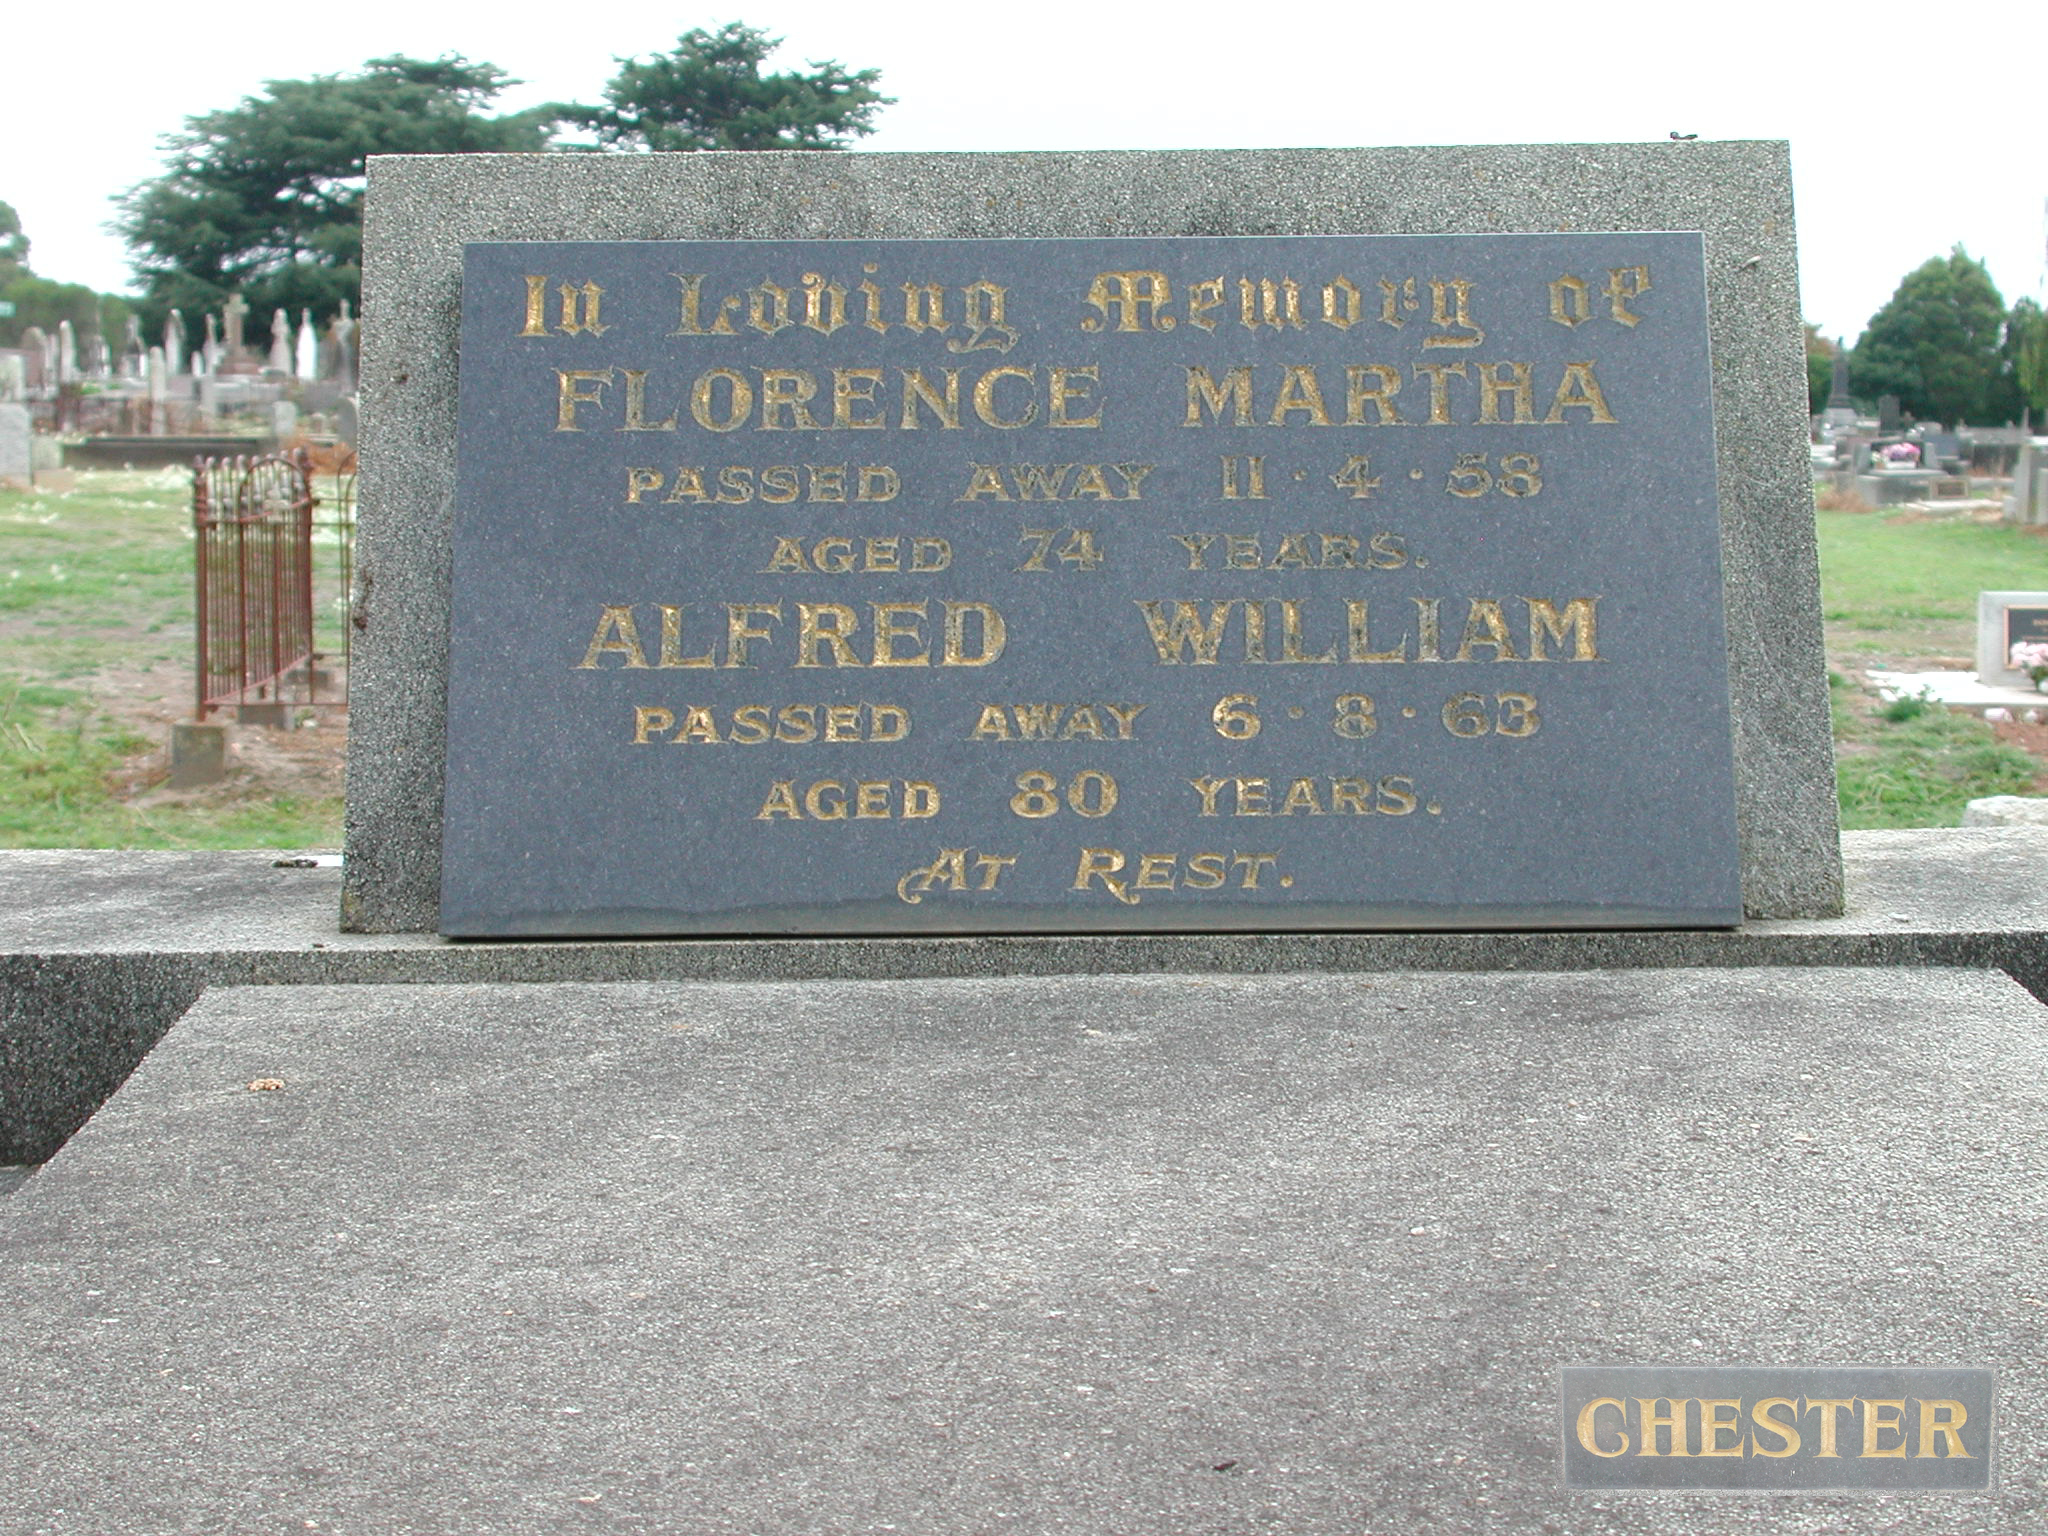 In Loving Memory of
FLORENCE MARTHA
PASSED AWAY 11·4·58
AGED 74 YEARS.
ALFRED WILLIAM
PASSED AWAY 6·8·63
AGED 80 YEARS.
AT REST.
CHESTER